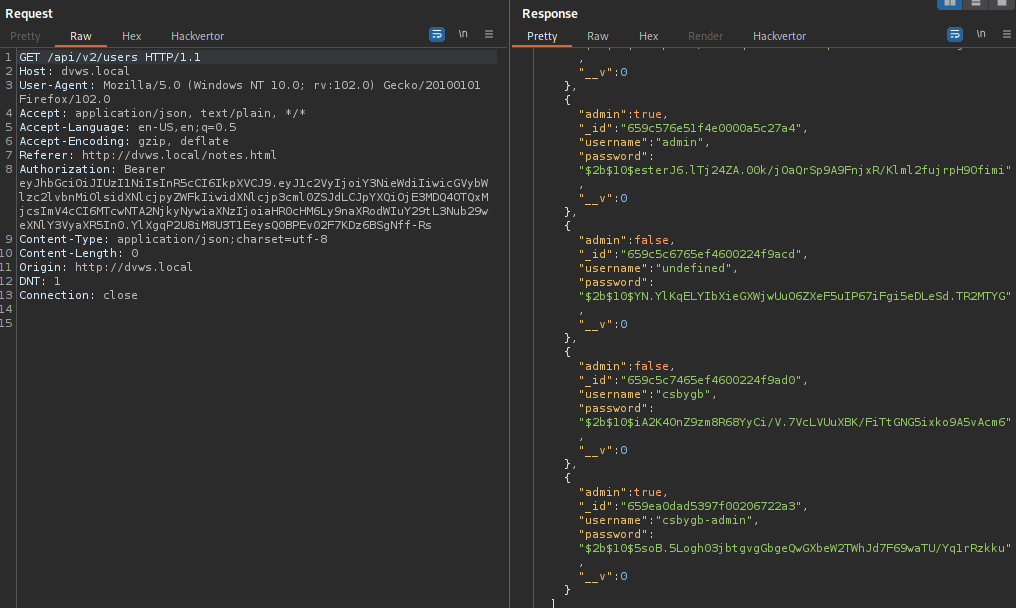 Request
Pretty Raw Hex Hackvertor
\n
1 GET /api/v2/users HTTP/1.1
2 Host: dvws.local
3 User-Agent: Mozilla/5.0 (Windows NT 10.0; rv:102.0) Gecko/20100101
Firefox/102.0
4 Accept: application/json, text/plain, */*
5 Accept-Language: en-US,en;q=0.5
6 Accept-Encoding: gzip, deflate
7 Referer: http://dvws.local/notes.html
8 Authorization: Bearer
eyJhbGciOiJIUzI1NiIsInR5cCI6IkpXVCJ9.eyJ1c2VyIjoiY3NieWdiIiwicGVybW
lzc2lvbnMiOlsidXNlcjpyZWFkIiwidXNlcjp3cml0ZSJdLCJpYXQiOjE3MDQ4OTQxM
jcsImV4cCI6MTcwNTA2NjkyNywiaXNzIjoiaHR0cHM6Ly9naXRodWIuY29tL3Nub29w
eXNlY3VyaXR5In0.YlXgqP2U8iM8U3TlEeysQ0BPEv02F7KDz6BSgNff-Rs
9 Content-Type: application/json;charset=utf-8
10 Content-Length: 0
11 Origin: http://dvws.local
12 DNT: 1
13 Connection: close
14
15
Response
Pretty Raw Hex Render Hackvertor
\n
,
"__v":0
},
{
"admin":true,
"_id":"659c576e51f4e0000a5c27a4",
"username":"admin",
"password":
"$2b$10$esterJ6.lTj24ZA.00k/jOaQrSp9A9FnjxR/Klml2fujrpH9Ofimi"
,
"__v":0
},
{
"admin":false,
"_id":"659c5c6765ef4600224f9acd",
"username":"undefined",
"password":
"$2b$10$YN.YlKqELYIbXieGXWjwUuO6ZXeF5uIP67iFgi5eDLeSd.TR2MTYG"
,
"__v":0
},
{
"admin":false,
"_id":"659c5c7465ef4600224f9ad0",
"username":"csbygb",
"password":
"$2b$10$iA2K4OnZ9zm8R68YyCi/V.7VcLVUuXBK/FiTtGNG5ixko9A5vAcm6"
,
"__v":0
},
{
"admin":true,
"_id":"659ea0dad5397f00206722a3",
"username":"csbygb-admin",
"password":
"$2b$10$5soB.5Logh03jbtgvgGbgeQwGXbeW2TWhJd7F69waTU/Yq1rRzkku"
,
"__v":0
}
]